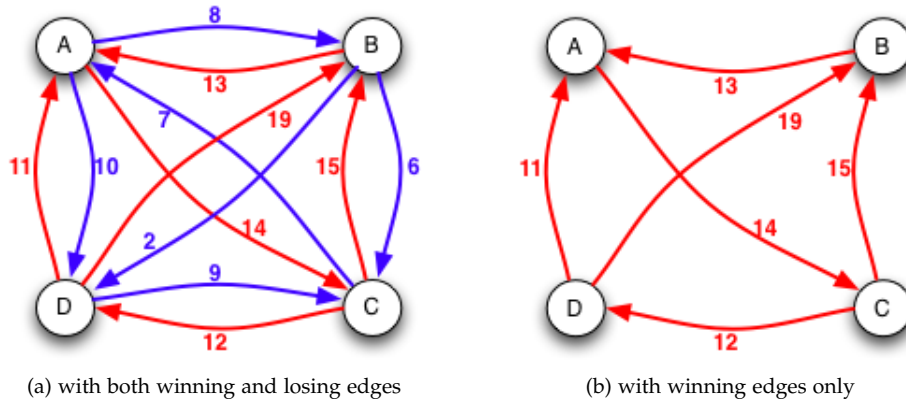 8
A
B
A
B
13
13
7
19
19
11
10
15
6
11
15
14
14
2
9
D
C
D
C
12
12
(a) with both winning and losing edges
(b) with winning edges only